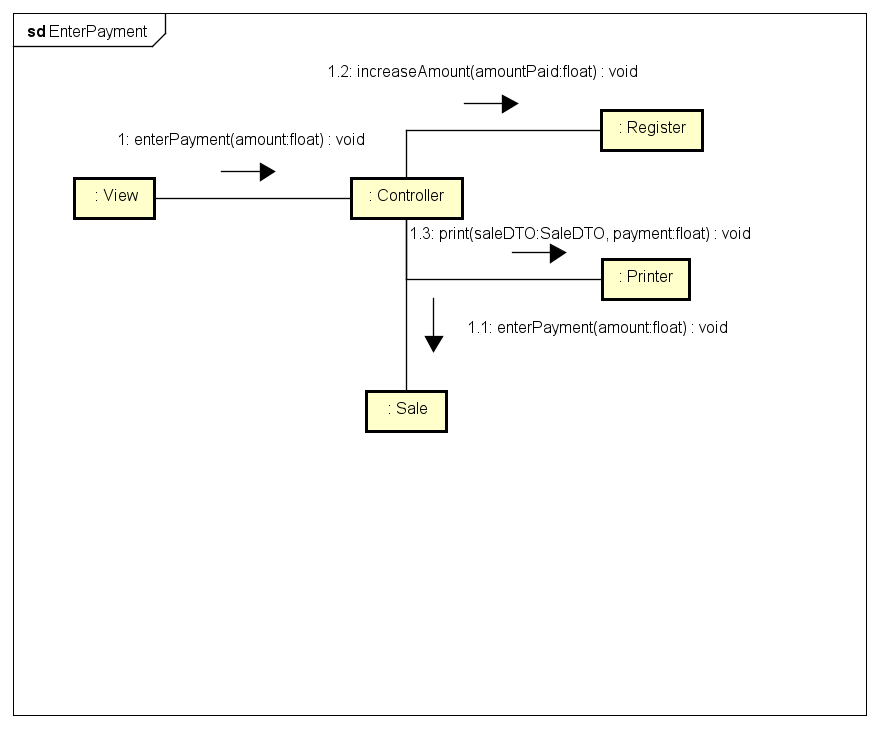 sd EnterPayment
1.2: increaseAmount(amountPaid:float) : void
: Register
1: enterPayment(amount:float) : void
: View
: Controller
1.3: print(saleDTO:SaleDTO, payment:float) : void
: Printer
1.1: enterPayment(amount:float) : void
: Sale